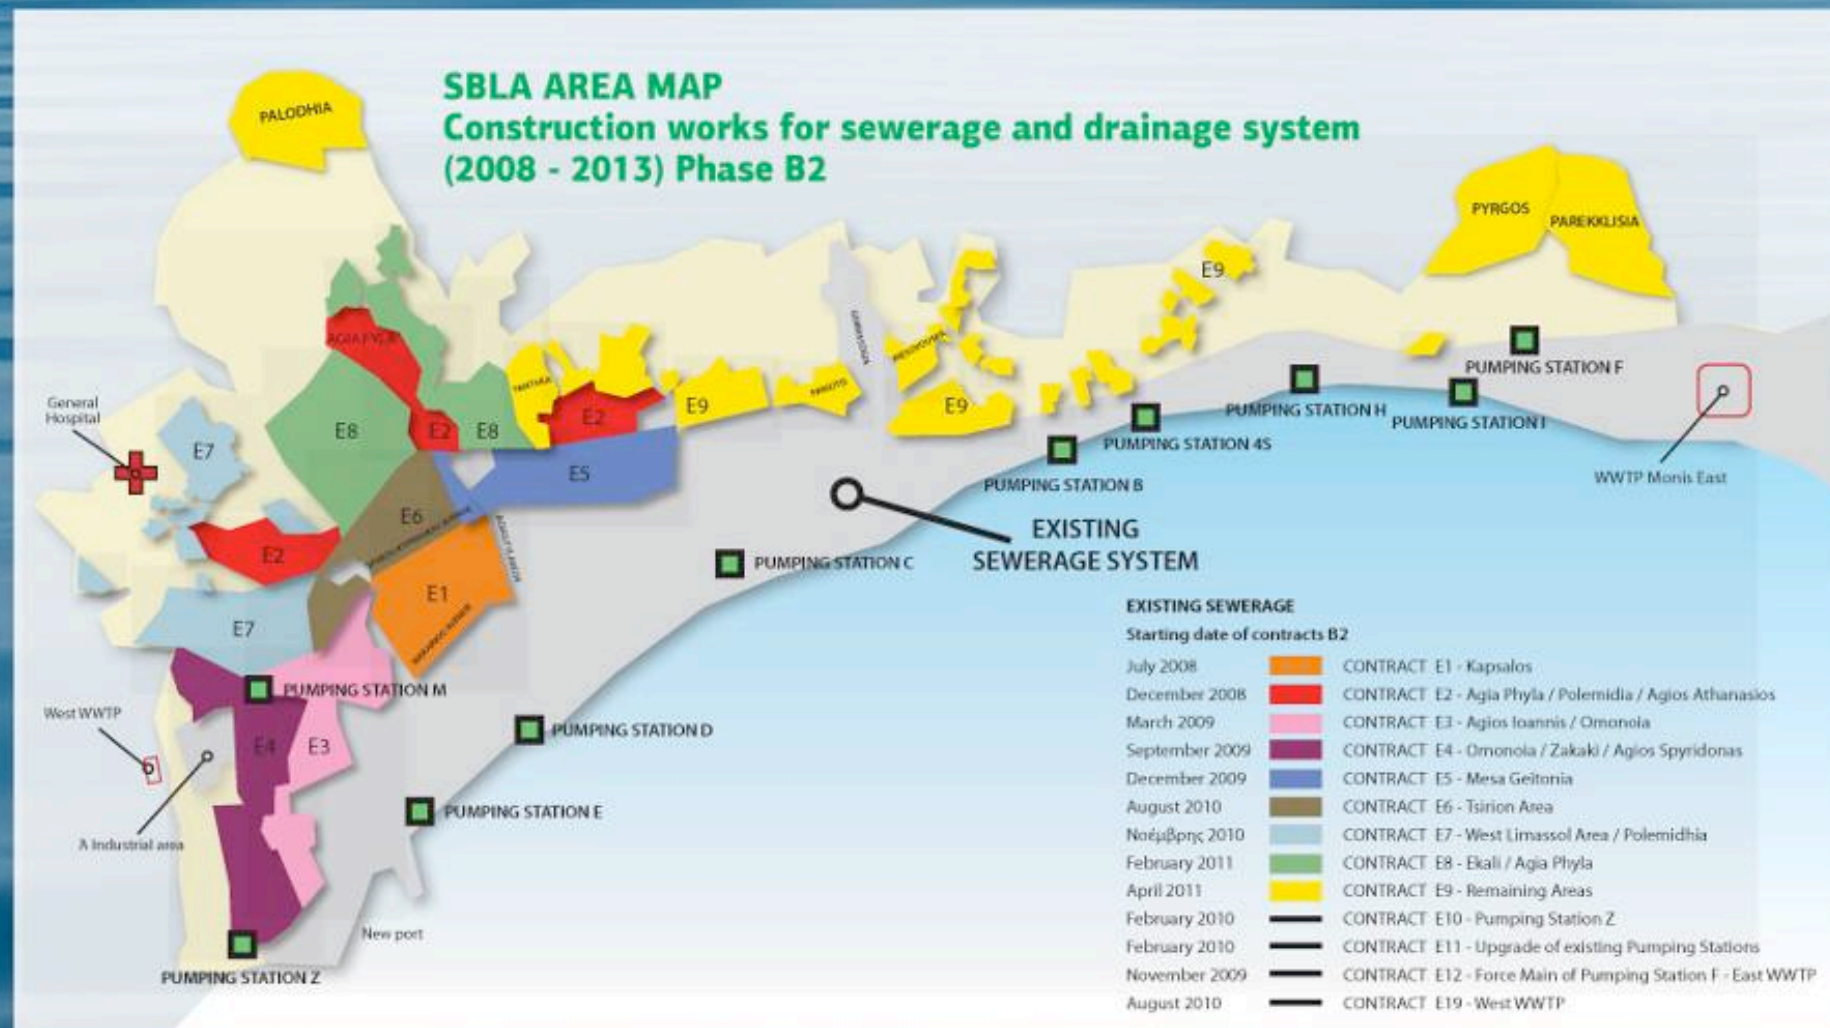 SBLA AREA MAP
Construction works for sewerage and drainage system
(2008 - 2013) Phase B2
PALODHIA
PYRGOS
PAREKKLISIA
E9
AGIA FYLA
General
Hospital
E7
E8
E2
E8
E2
E9
E9
E5
E6
E2
E1
E7
PUMPING STATION F
PUMPING STATION H
PUMPING STATION I
PUMPING STATION 4S
PUMPING STATION B
WWTP Monis East
EXISTING
SEWERAGE SYSTEM
PUMPING STATION C
PUMPING STATION M
West WWTP
E4
E3
PUMPING STATION D
PUMPING STATION E
A Industrial area
New port
PUMPING STATION Z
EXISTING SEWERAGE
Starting date of contracts B2
July 2008 CONTRACT E1 - Kapsalos
December 2008 CONTRACT E2 - Agia Phyla / Polemidia / Agios Athanasios
March 2009 CONTRACT E3 - Agios Ioannis / Omonoia
September 2009 CONTRACT E4 - Omonoia / Zakaki / Agios Spyridonas
December 2009 CONTRACT E5 - Mesa Geitonia
August 2010 CONTRACT E6 - Tsirion Area
Νοέμβρης 2010 CONTRACT E7 - West Limassol Area / Polemidhia
February 2011 CONTRACT E8 - Ekali / Agia Phyla
April 2011 CONTRACT E9 - Remaining Areas
February 2010 CONTRACT E10 - Pumping Station Z
February 2010 CONTRACT E11 - Upgrade of existing Pumping Stations
November 2009 CONTRACT E12 - Force Main of Pumping Station F - East WWTP
August 2010 CONTRACT E19 - West WWTP